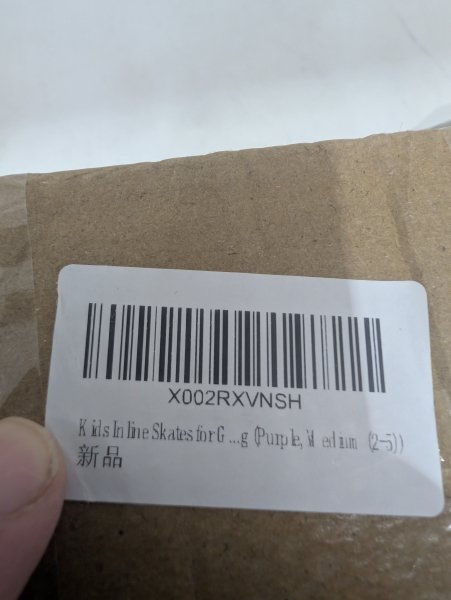 X002RXVNSH
Kids Inline Skates for G...g (Purple, Medium (2-5))
新品